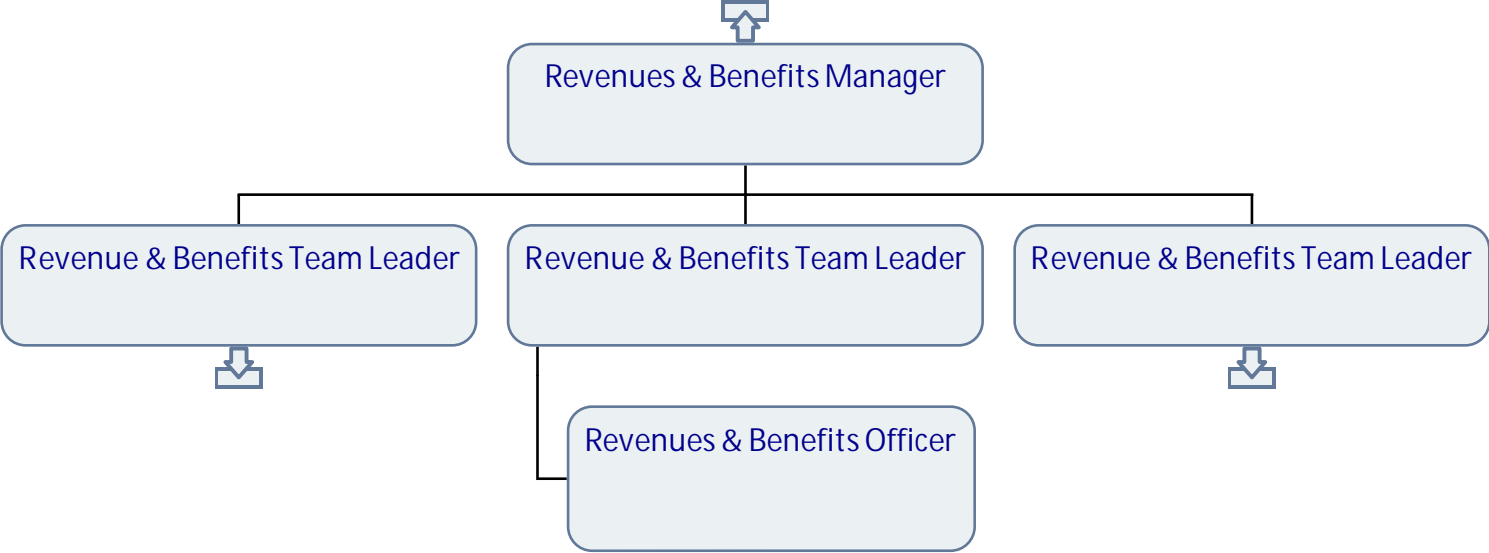 Revenues & Benefits Manager
Revenue & Benefits Team Leader
Revenue & Benefits Team Leader
Revenue & Benefits Team Leader
Revenues & Benefits Officer